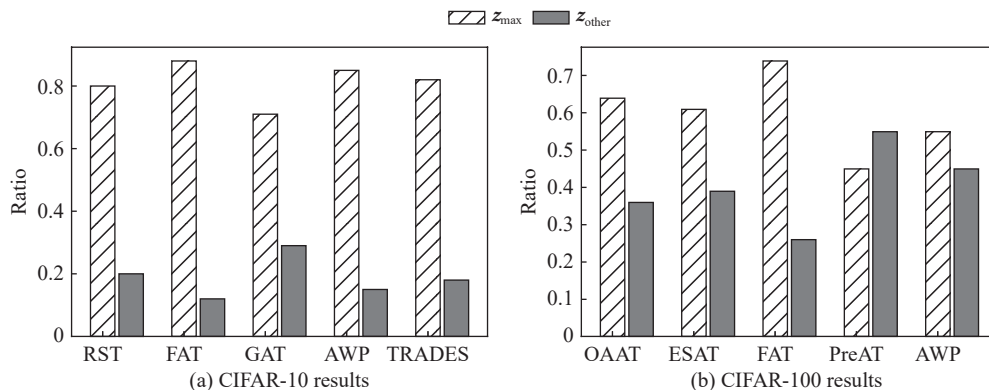 z_max z_other
0.8
0.6
0.4
0.2
0
Ratio
RST FAT GAT AWP TRADES
(a) CIFAR-10 results
0.7
0.6
0.5
0.4
0.3
0.2
0.1
0
Ratio
OAAT ESAT FAT PreAT AWP
(b) CIFAR-100 results